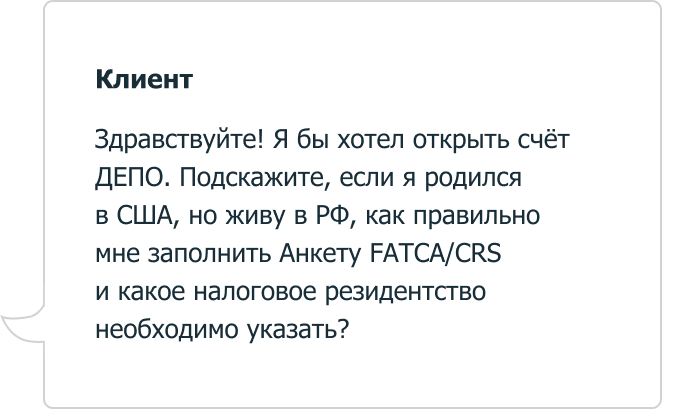 Клиент
Здравствуйте! Я бы хотел открыть счёт
ДЕПО. Подскажите, если я родился
в США, но живу в РФ, как правильно
мне заполнить Анкету FATCA/CRS
и какое налоговое резидентство
необходимо указать?